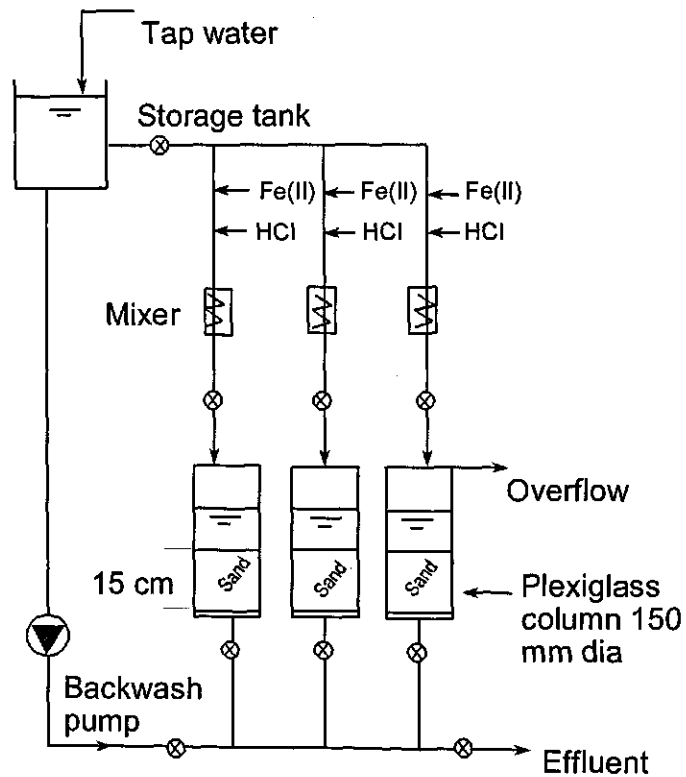 Tap water
Storage tank
Fe(II) Fe(II) Fe(II)
HCl HCl HCl
Mixer
Overflow
15 cm
Sand Sand Sand
Plexiglass
column 150
mm dia
Backwash
pump
Effluent